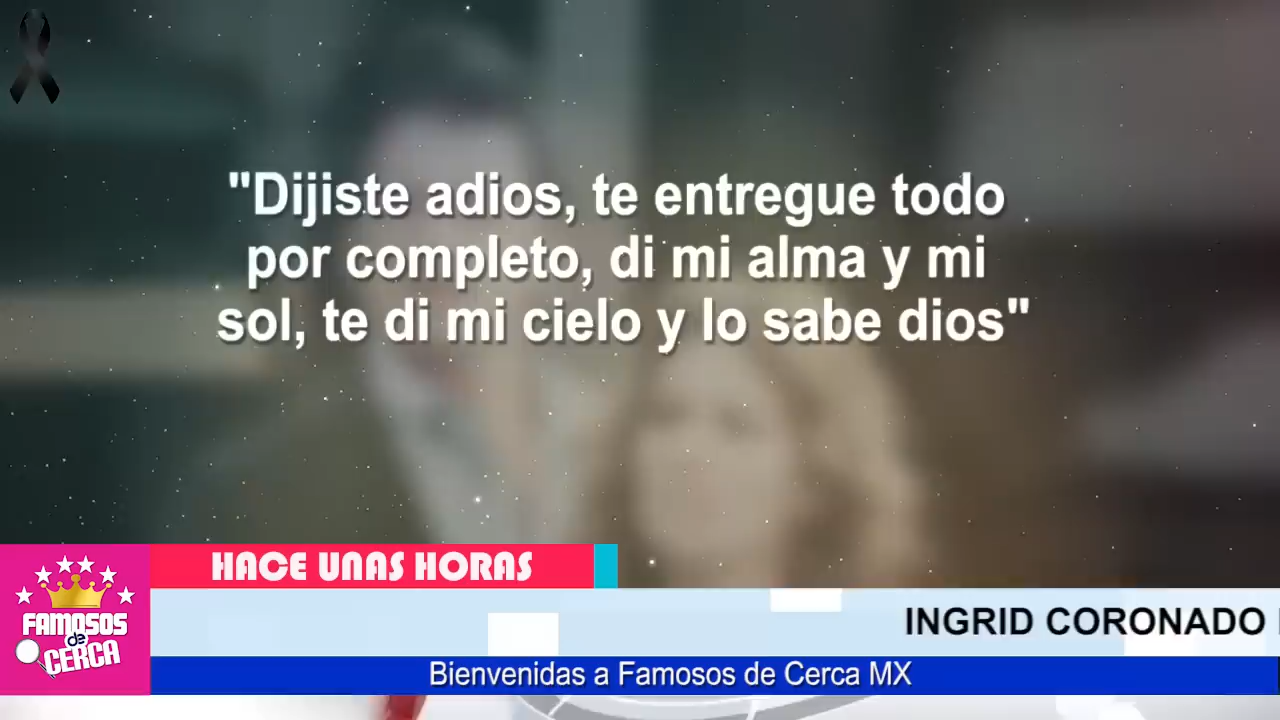 "Dijiste adios, te entregue todo
por completo, di mi alma y mi
sol, te di mi cielo y lo sabe dios"
HACE UNAS HORAS
FAMOSOS
de
CERCA
INGRID CORONADO
Bienvenidas a Famosos de Cerca MX